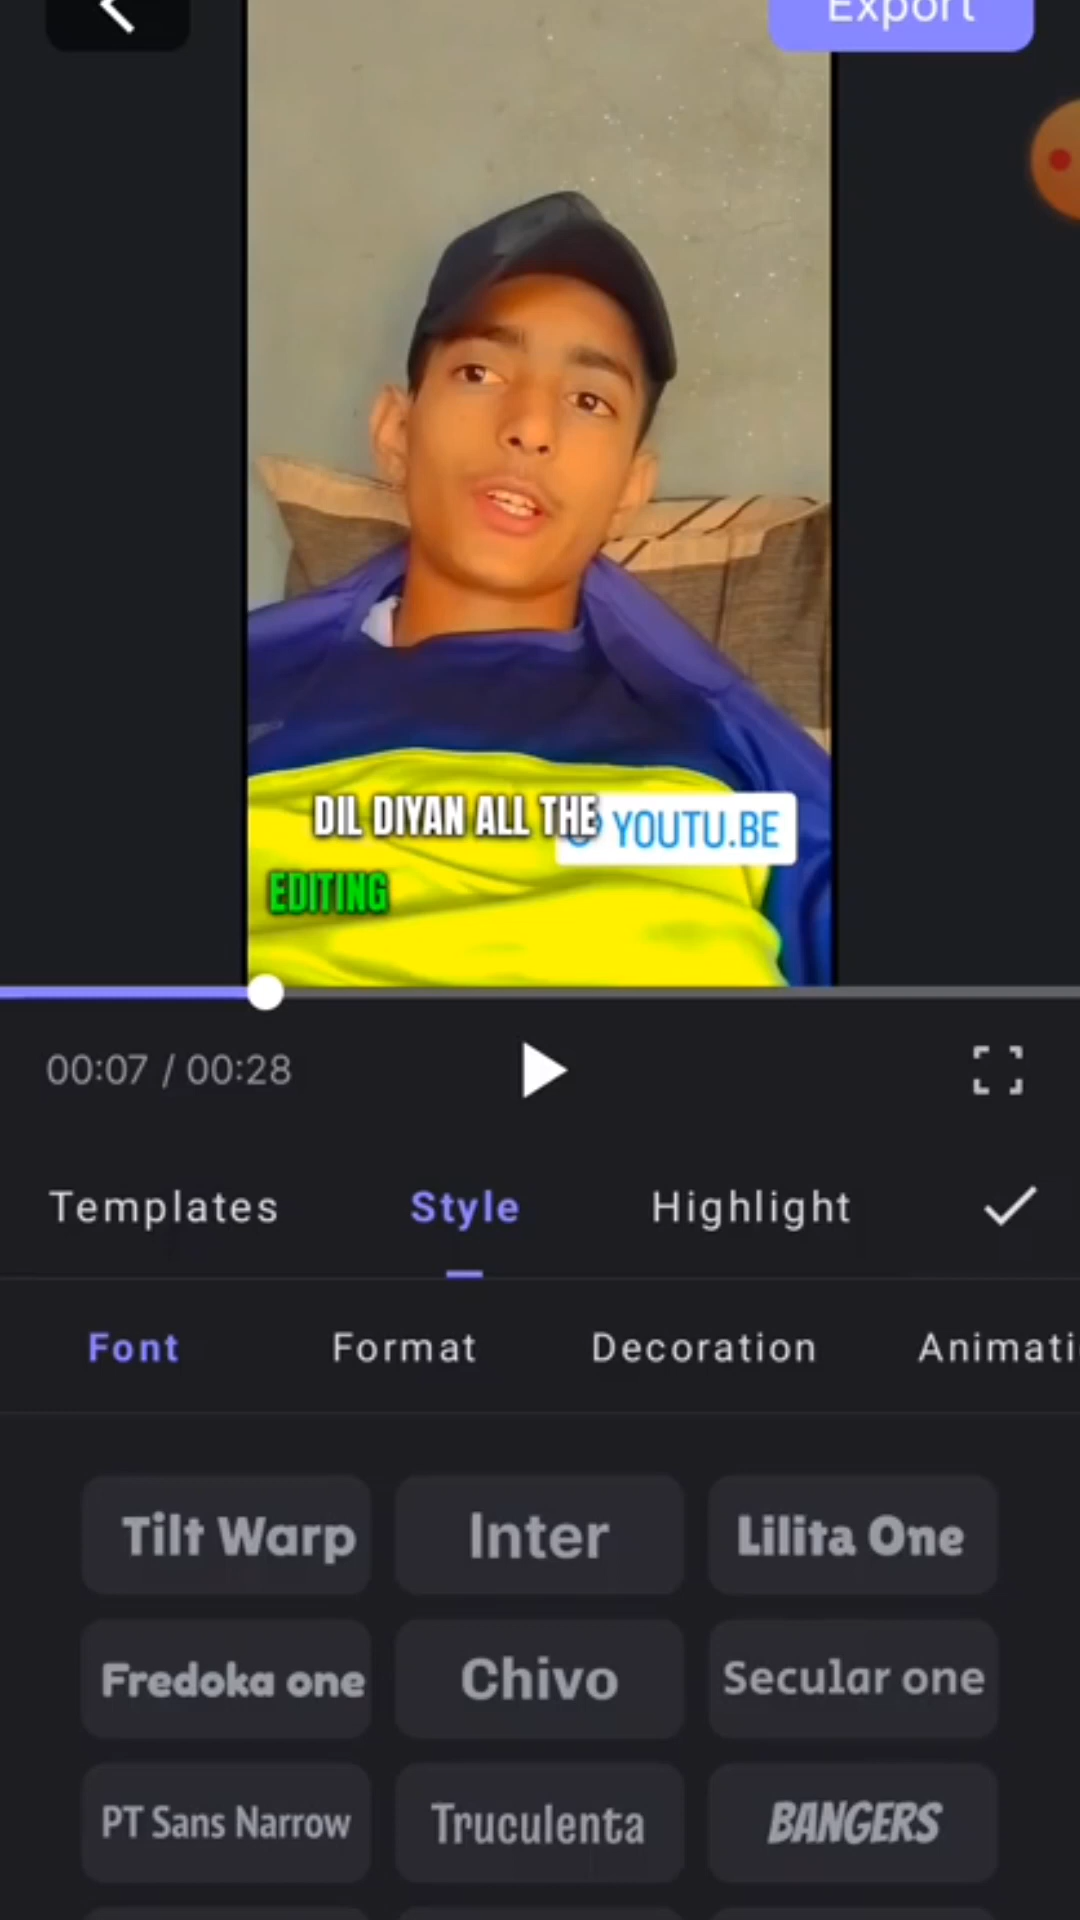 Export
DIL DIYAN ALL THE
YOUTU.BE
EDITING
00:07 / 00:28
Templates Style Highlight
Font Format Decoration Animati
Tilt Warp Inter Lilita One
Fredoka one Chivo Secular one
PT Sans Narrow Truculenta BANGERS